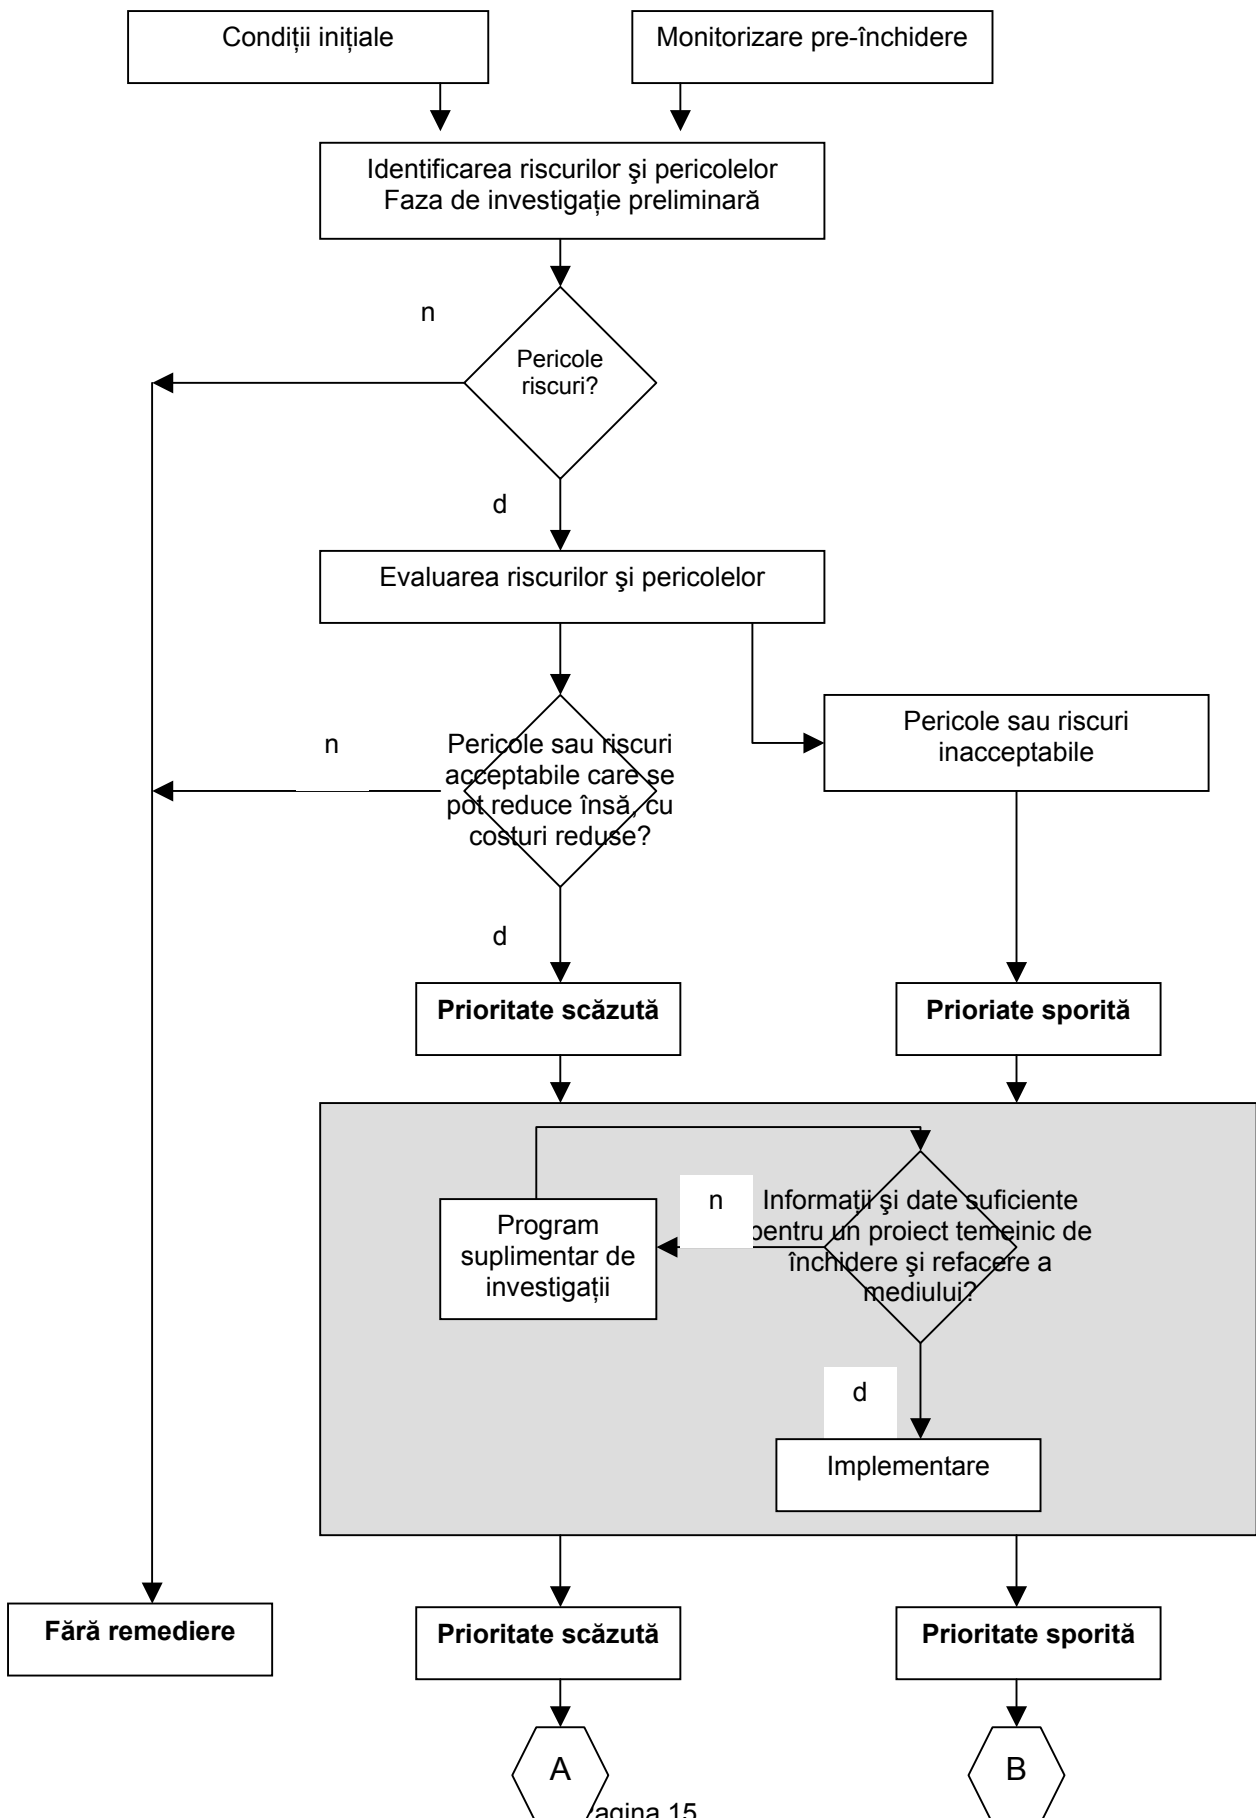 Condiții inițiale
Monitorizare pre-închidere
Identificarea riscurilor şi pericolelor
Faza de investigație preliminară
n
Pericole
riscuri?
d
Evaluarea riscurilor şi pericolelor
n
Pericole sau riscuri
acceptabile care se
pot reduce însă, cu
costuri reduse?
Pericole sau riscuri
inacceptabile
d
Prioritate scăzută
Prioriate sporită
Program
suplimentar de
investigații
n
Informații şi date suficiente
pentru un proiect temeinic de
închidere şi refacere a
mediului?
d
Implementare
Fără remediere
Prioritate scăzută
Prioritate sporită
A
B
Pagina 15